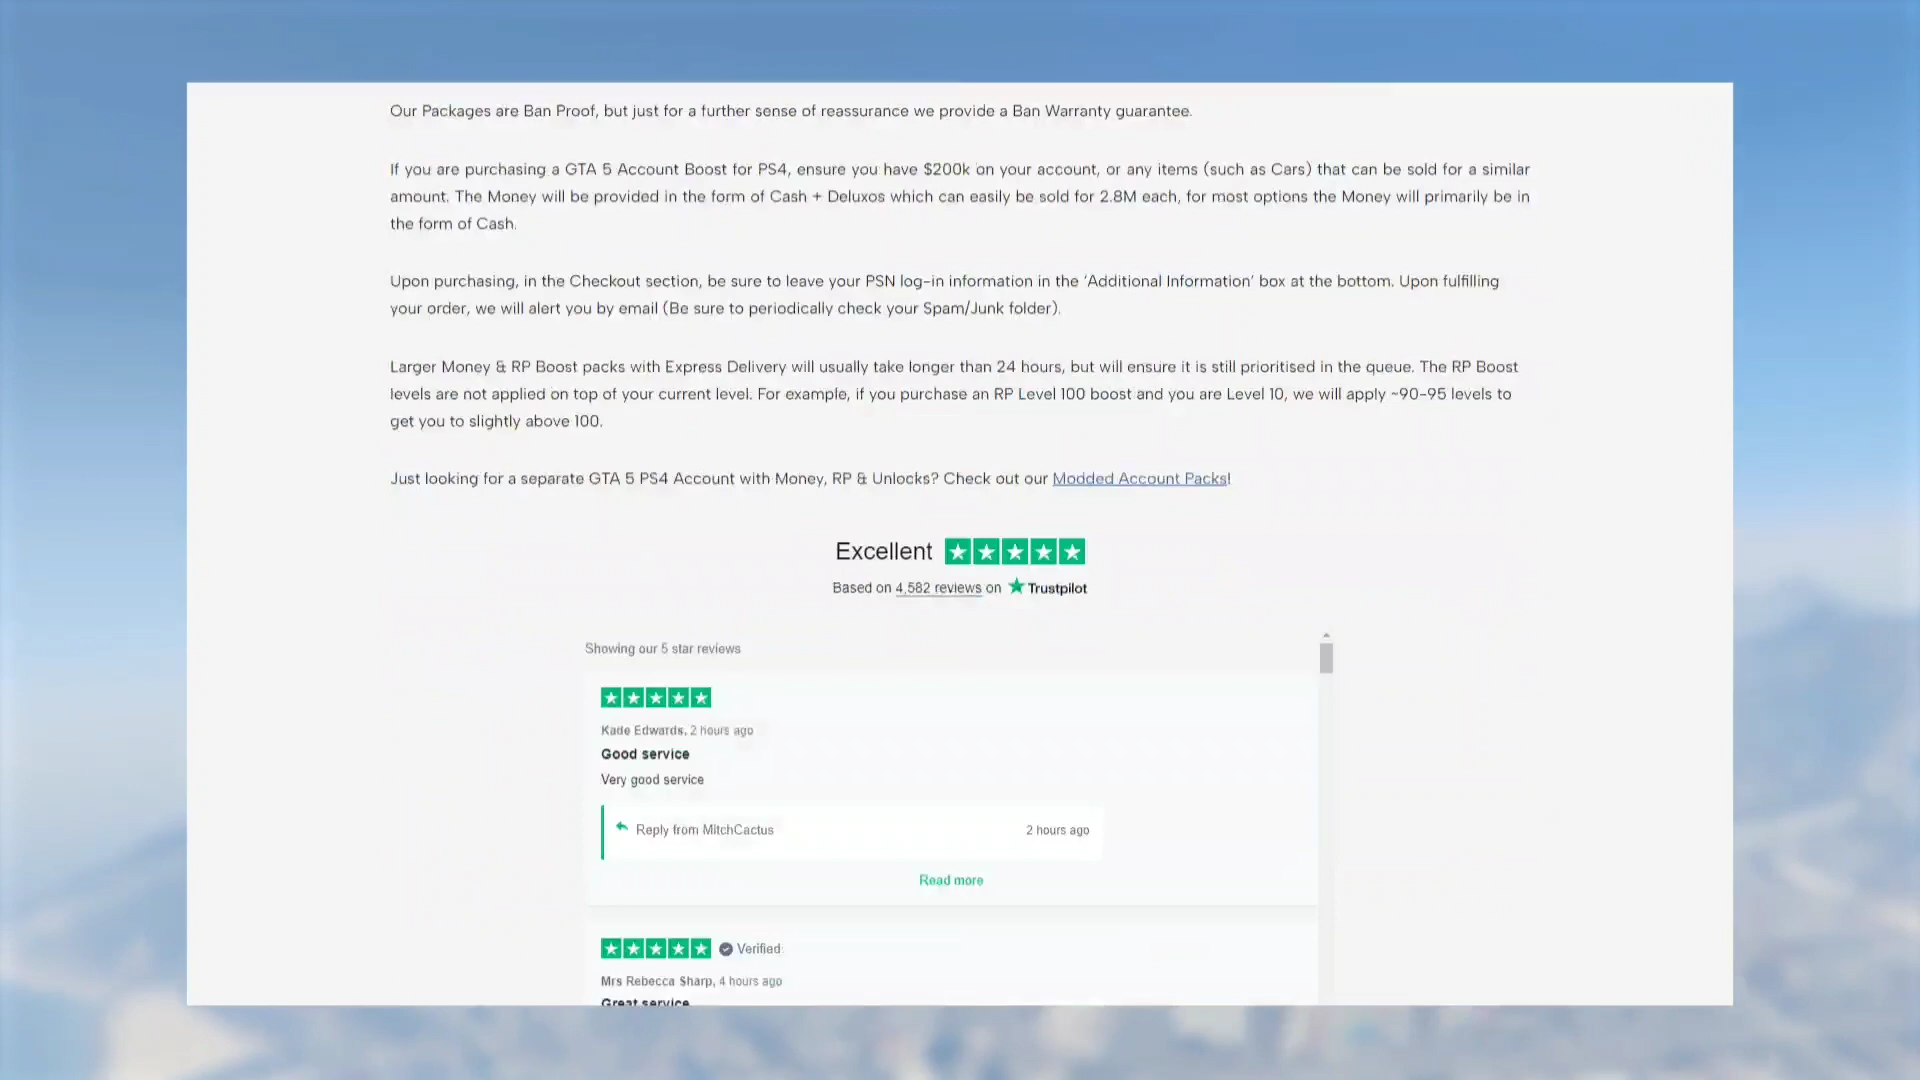 Our Packages are Ban Proof, but just for a further sense of reassurance we provide a Ban Warranty guarantee.
If you are purchasing a GTA 5 Account Boost for PS4, ensure you have $200k on your account, or any items (such as Cars) that can be sold for a similar
amount. The Money will be provided in the form of Cash + Deluxos which can easily be sold for 2.8M each, for most options the Money will primarily be in
the form of Cash.
Upon purchasing, in the Checkout section, be sure to leave your PSN log-in information in the ‘Additional Information’ box at the bottom. Upon fulfilling
your order, we will alert you by email (Be sure to periodically check your Spam/Junk folder).
Larger Money & RP Boost packs with Express Delivery will usually take longer than 24 hours, but will ensure it is still prioritised in the queue. The RP Boost
levels are not applied on top of your current level. For example, if you purchase an RP Level 100 boost and you are Level 10, we will apply ~90-95 levels to
get you to slightly above 100.
Just looking for a separate GTA 5 PS4 Account with Money, RP & Unlocks? Check out our Modded Account Packs!
Excellent
Based on 4,582 reviews on Trustpilot
Showing our 5 star reviews
Katie Edwards, 2 hours ago
Good service
Very good service
Reply from MitchCactus 2 hours ago
Read more
Verified
Mrs Rebecca Sharp, 4 hours ago
Great service